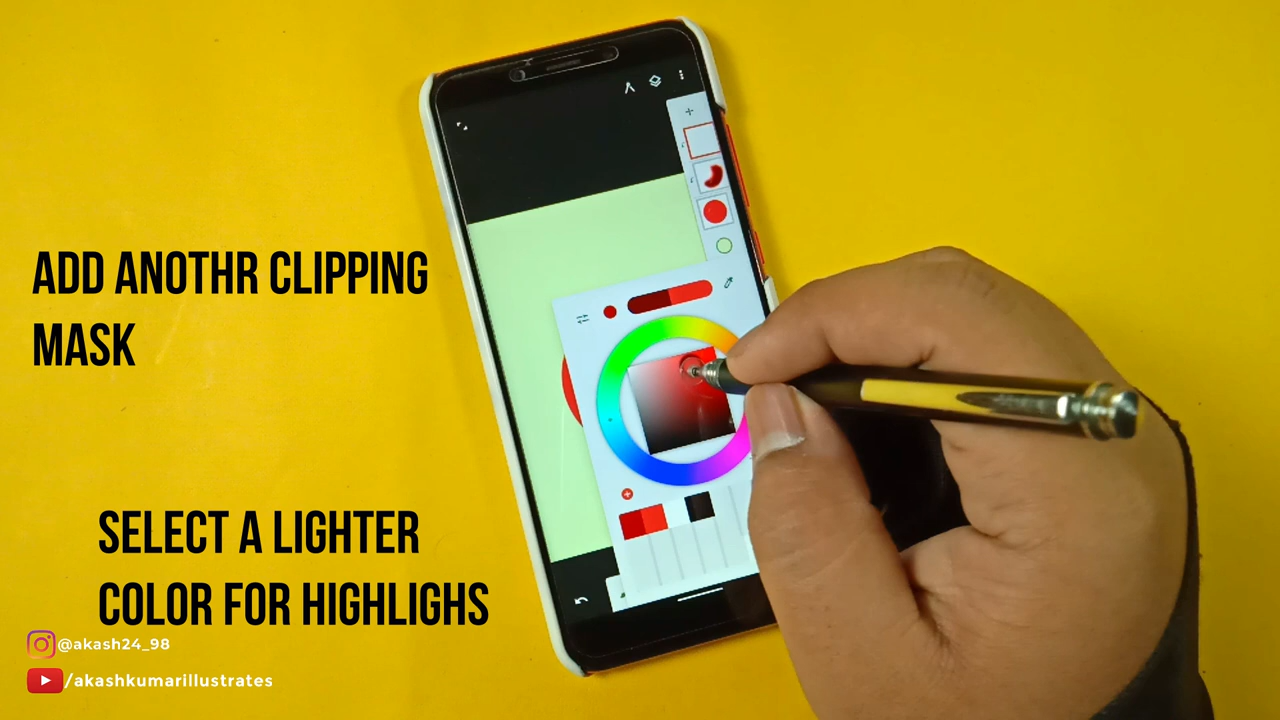 ADD ANOTHR CLIPPING
MASK
SELECT A LIGHTER
COLOR FOR HIGHLIGHS
@akash24_98
/akashkumarillustrates